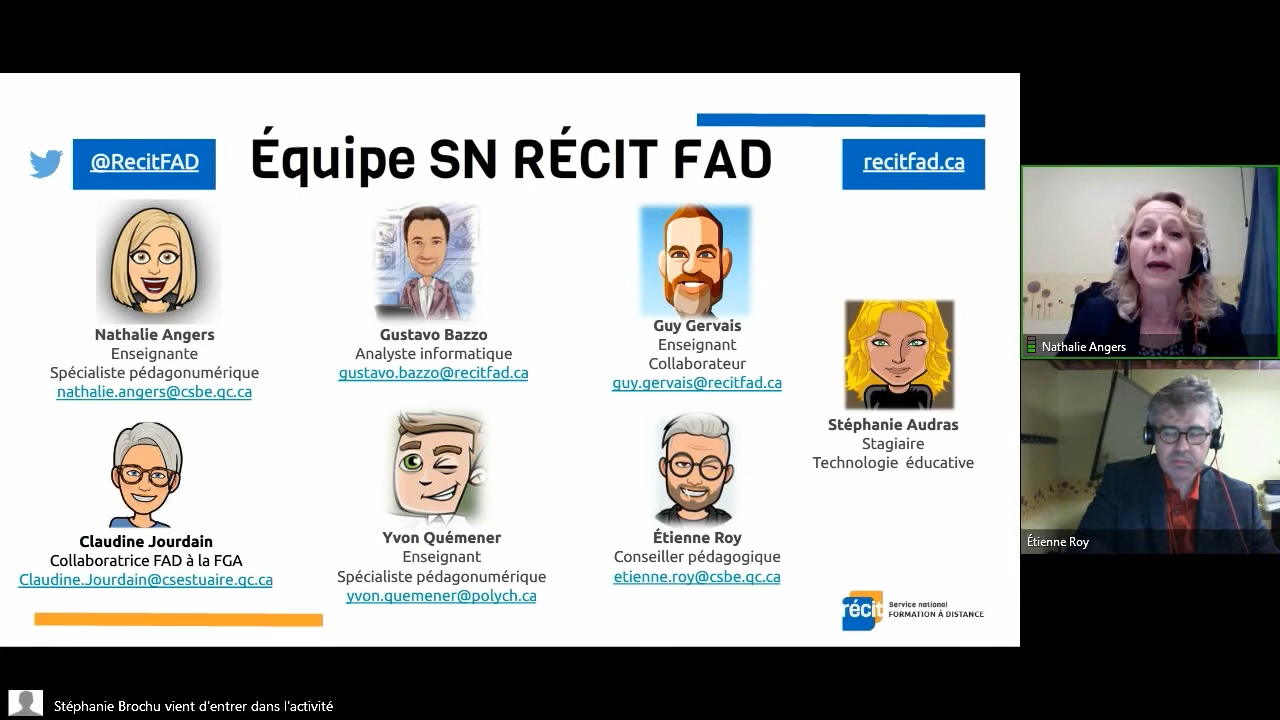 @RecitFAD
Équipe SN RÉCIT FAD
recitfad.ca
Nathalie Angers
Enseignante
Spécialiste pédagonumérique
nathalie.angers@csbe.qc.ca
Gustavo Bazzo
Analyste informatique
gustavo.bazzo@recitfad.ca
Guy Gervais
Enseignant
Collaborateur
guy.gervais@recitfad.ca
Stéphanie Audras
Stagiaire
Technologie éducative
Claudine Jourdain
Collaboratrice FAD à la FGA
Claudine.Jourdain@csestuaire.qc.ca
Yvon Quémener
Enseignant
Spécialiste pédagonumérique
yvon.quemener@polych.ca
Étienne Roy
Conseiller pédagogique
etienne.roy@csbe.qc.ca
récit
Service national
FORMATION À DISTANCE
Nathalie Angers
Étienne Roy
Stéphanie Brochu vient d'entrer dans l'activité